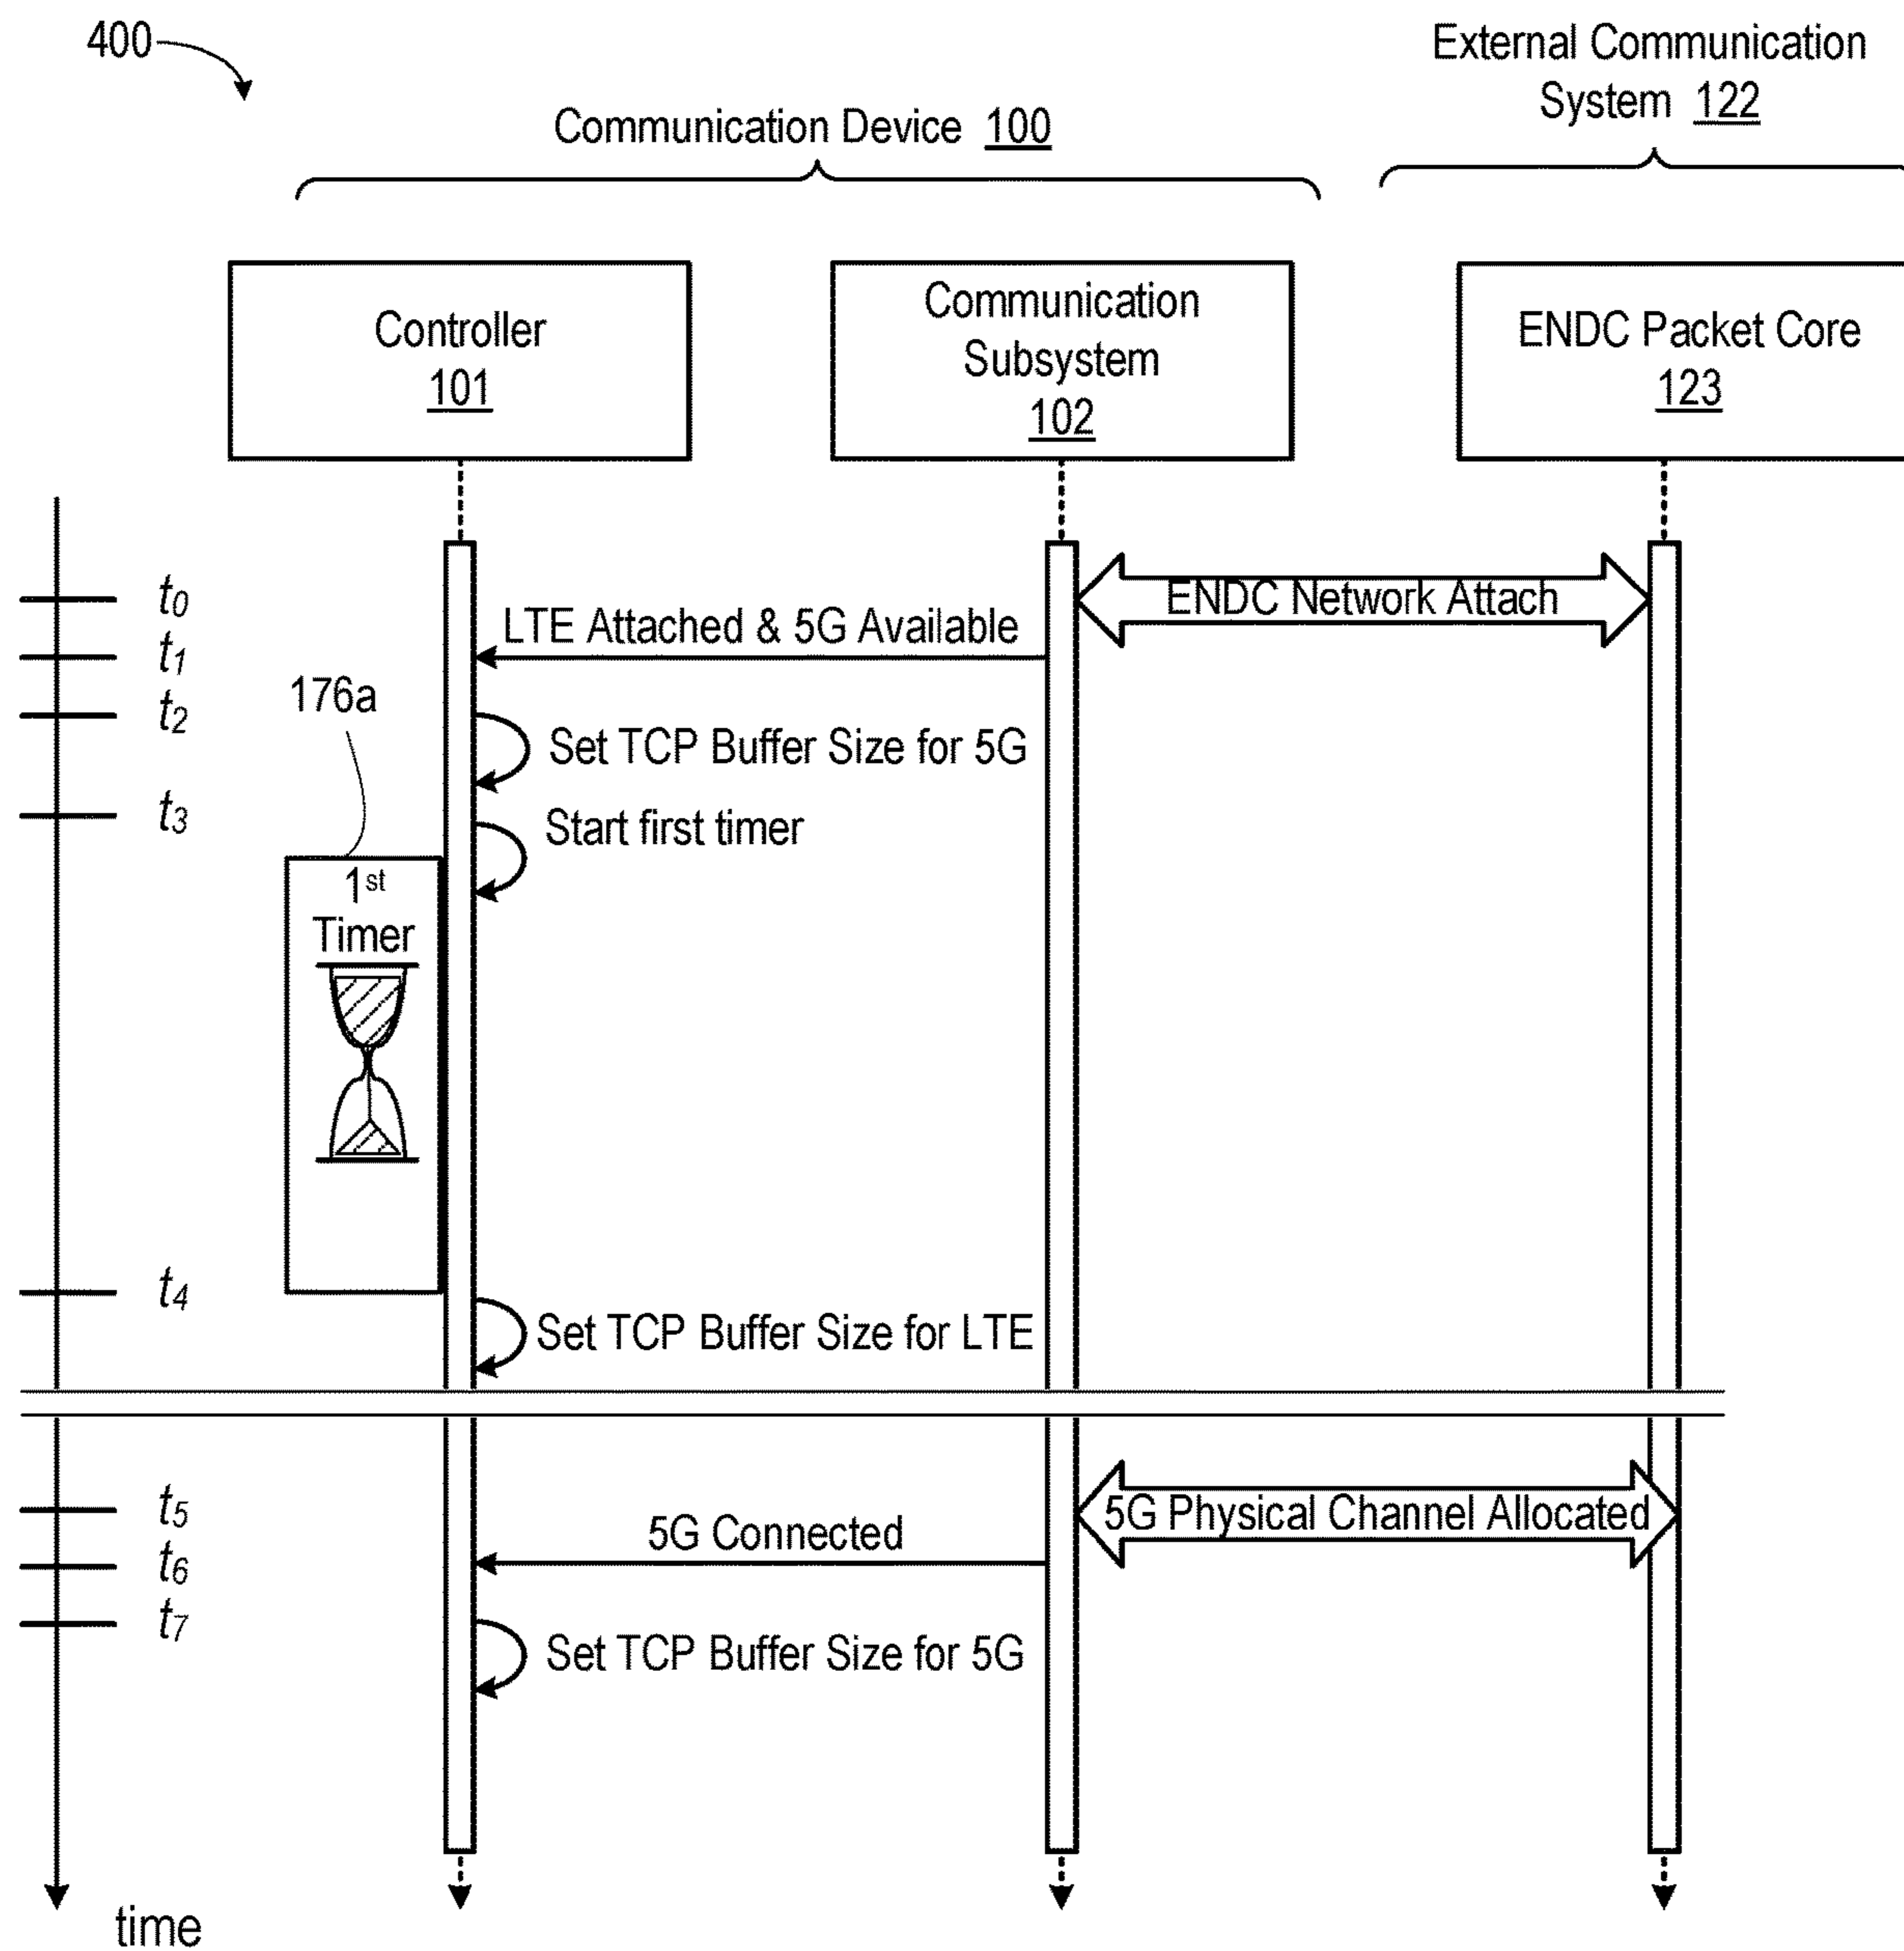 400
External Communication
System 122
Communication Device 100
Controller
101
Communication
Subsystem
102
ENDC Packet Core
123
t0
ENDC Network Attach
LTE Attached & 5G Available
t1
176a
t2
Set TCP Buffer Size for 5G
t3
Start first timer
1st
Timer
t4
Set TCP Buffer Size for LTE
t5
5G Physical Channel Allocated
5G Connected
t6
t7
Set TCP Buffer Size for 5G
time